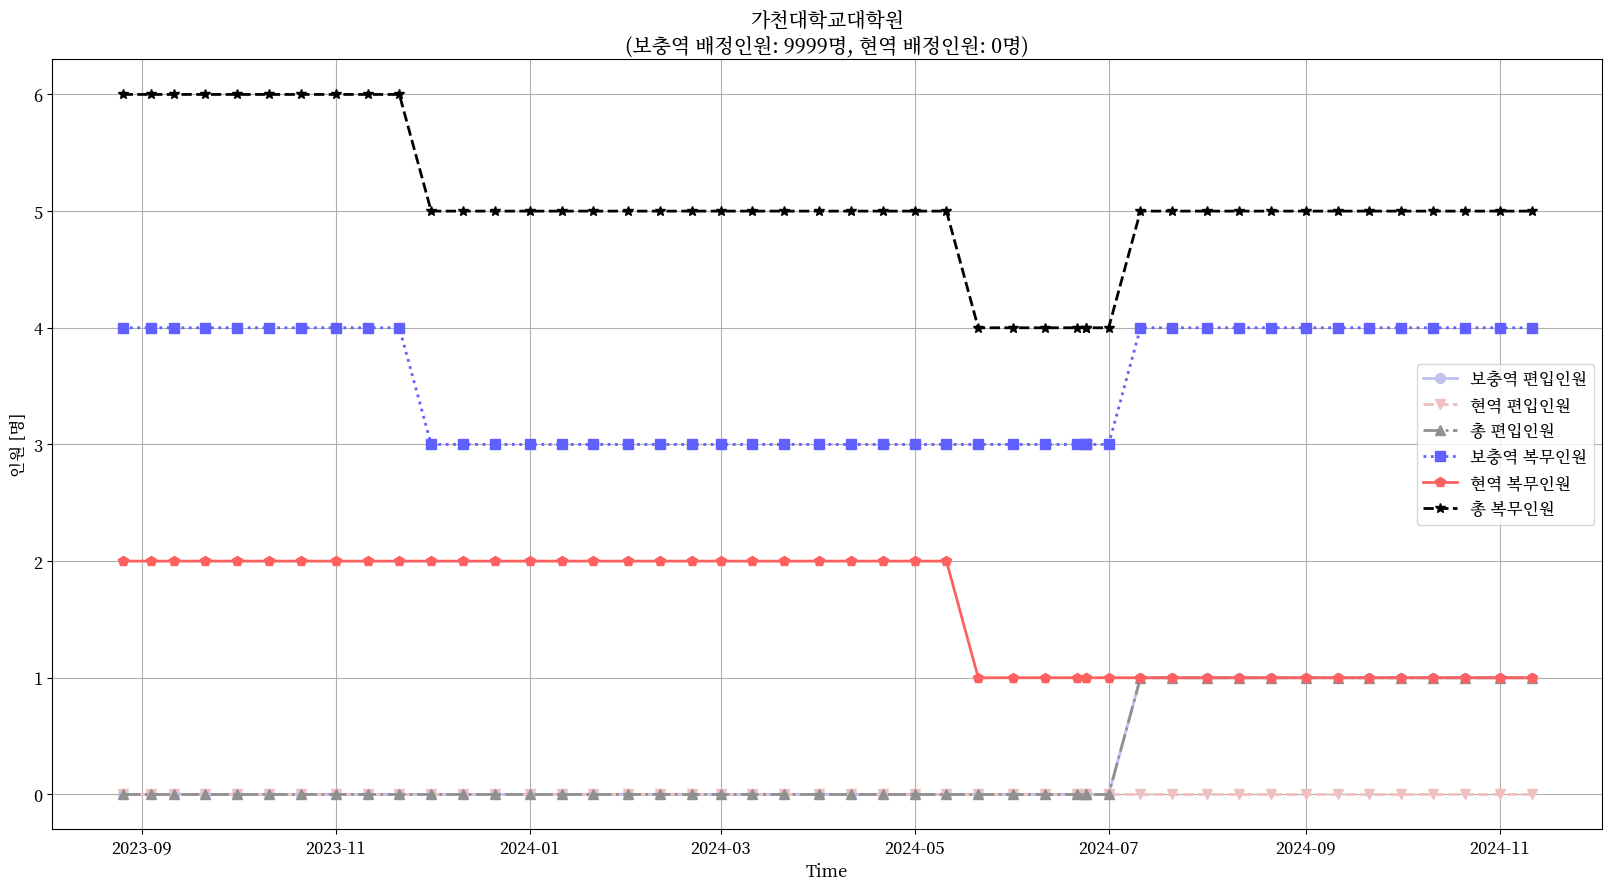 가천대학교대학원
(보충역 배정인원: 9999명, 현역 배정인원: 0명)
인원 [명]
6
5
4
3
2
1
0
보충역 편입인원
현역 편입인원
총 편입인원
보충역 복무인원
현역 복무인원
총 복무인원
2023-09
2023-11
2024-01
2024-03
2024-05
2024-07
2024-09
2024-11
Time